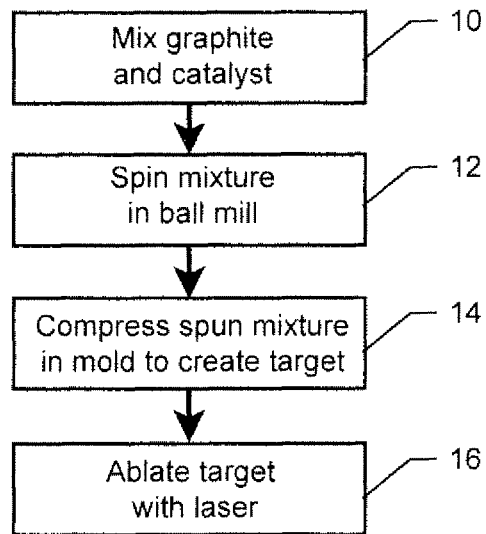 Mix graphite
and catalyst
10
Spin mixture
in ball mill
12
Compress spun mixture
in mold to create target
14
Ablate target
with laser
16